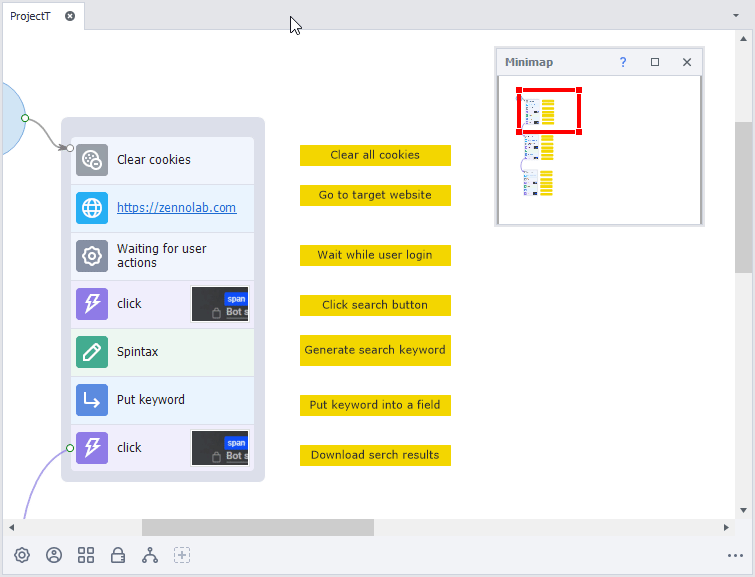 ProjectT
Minimap
?
Clear cookies
Clear all cookies
https://zennolab.com
Go to target website
Waiting for user
actions
Wait while user login
click
span
Bot s
Click search button
Spintax
Generate search keyword
Put keyword
Put keyword into a field
click
span
Bot s
Download serch results